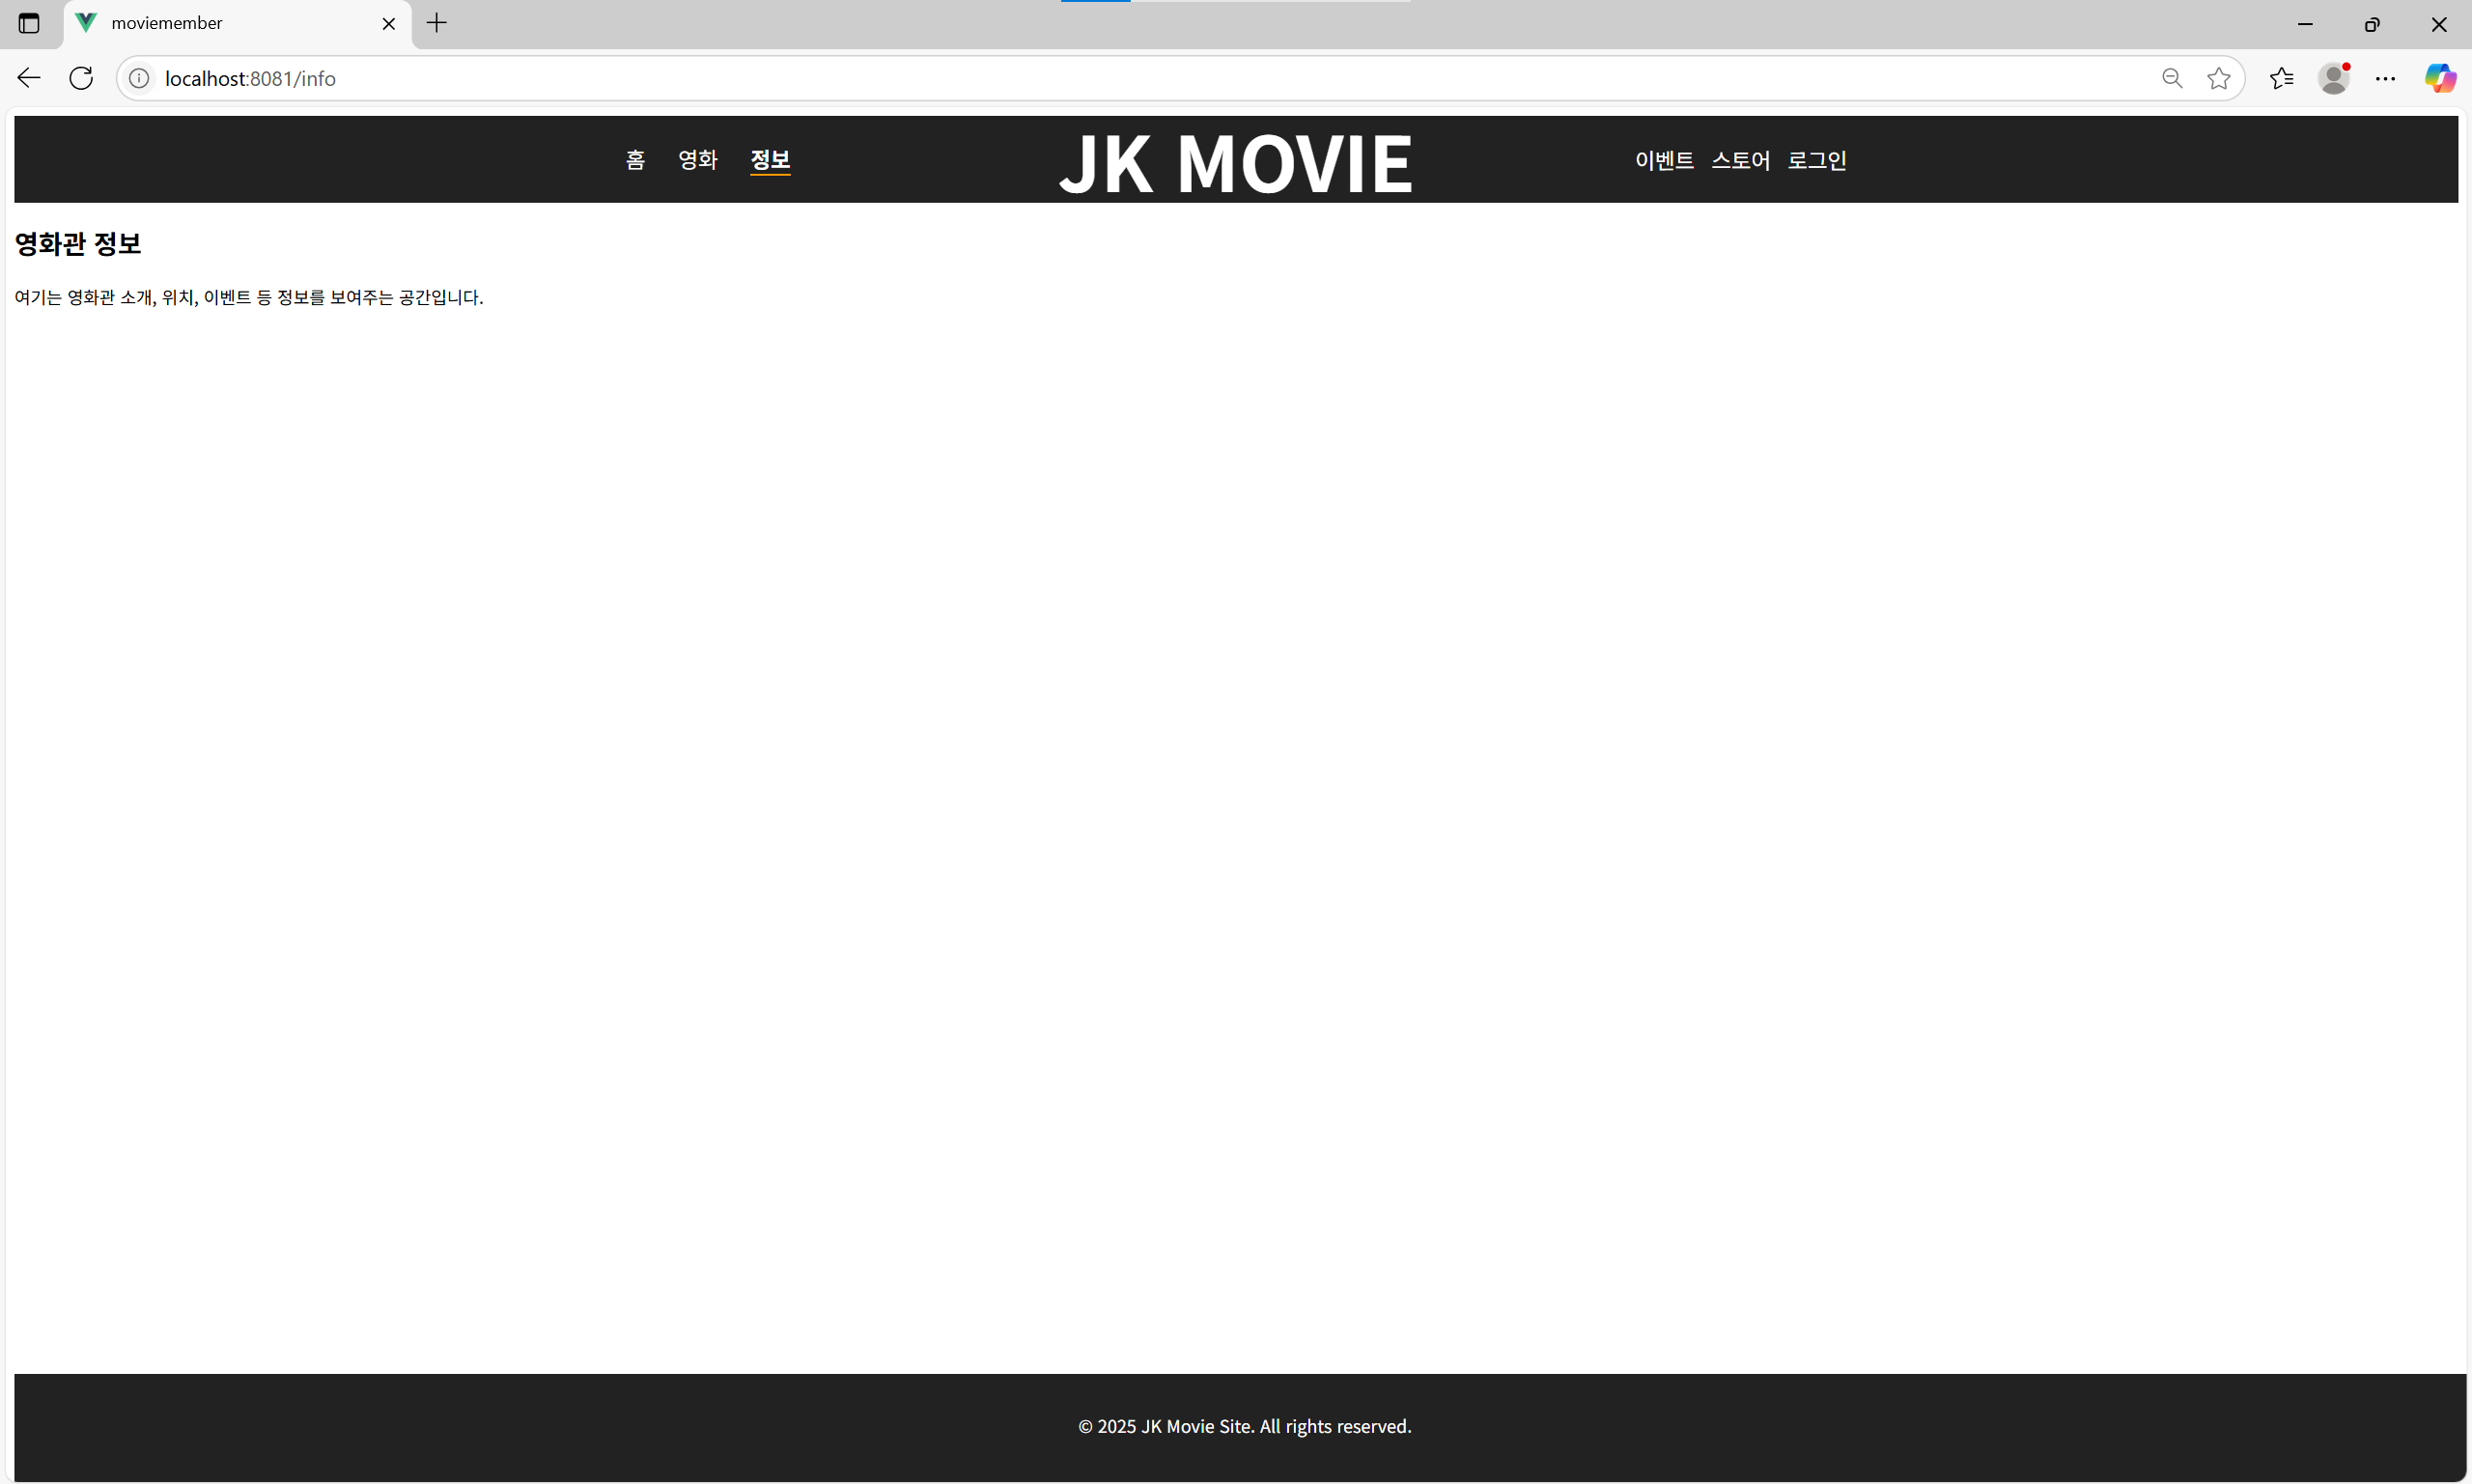 moviemember
localhost:8081/info
홈 영화 정보 JK MOVIE 이벤트 스토어 로그인
영화관 정보
여기는 영화관 소개, 위치, 이벤트 등 정보를 보여주는 공간입니다.
© 2025 JK Movie Site. All rights reserved.